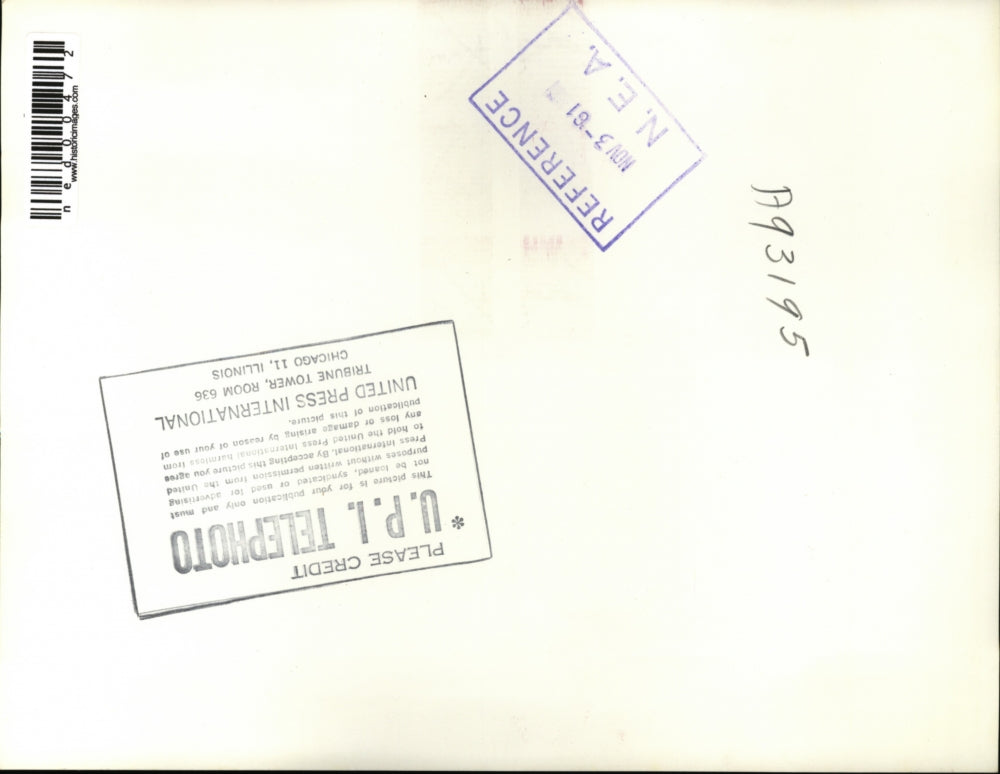 ned00472
www.historicimages.com
REFERENCE
NOV 3 - '61
N. E. A.
A93195
PLEASE CREDIT
* U.P.I. TELEPHOTO
This picture is for your publication only and must
not be loaned, syndicated or used for advertising
purposes without written permission from the United
Press International. By accepting this picture you agree
to hold the United Press International harmless from
any loss or damage arising by reason of your use of
publication of this picture.
UNITED PRESS INTERNATIONAL
TRIBUNE TOWER, ROOM 636
CHICAGO 11, ILLINOIS